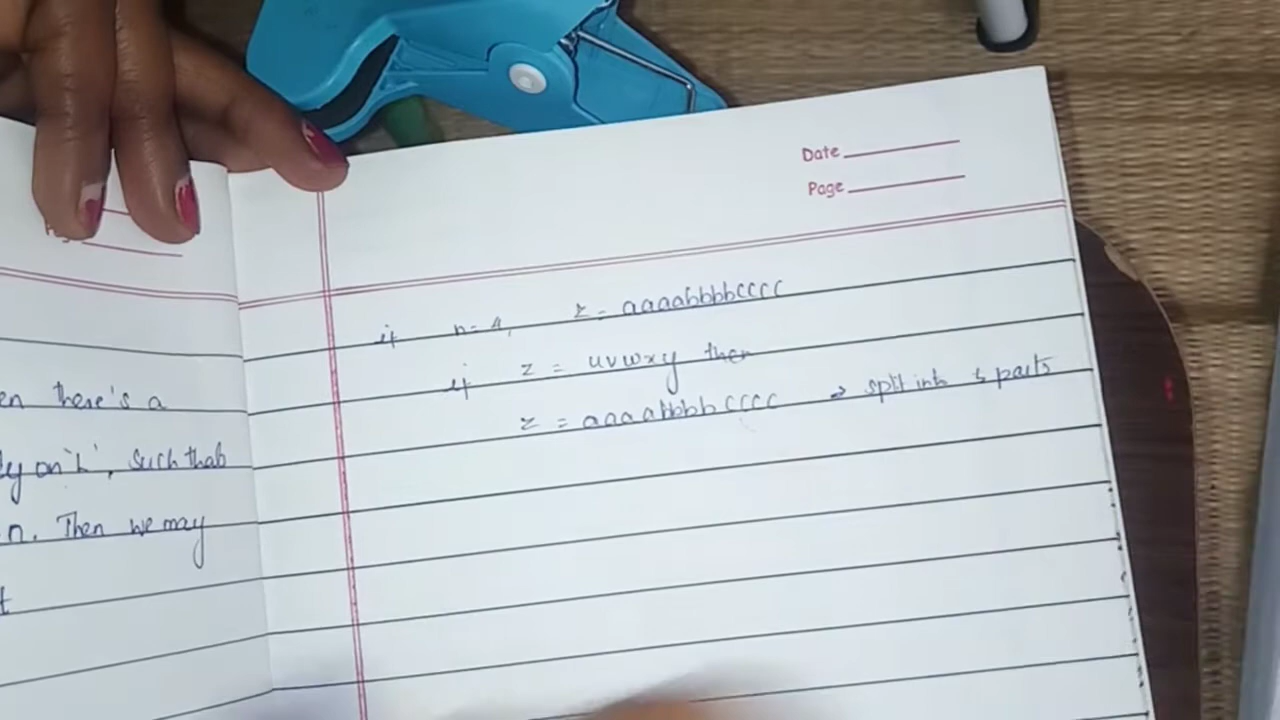 Date
Page
if n=4, z = aaaabbbbcccc
if z = uvwxy then
z = aaaabbbbcccc → split into 5 parts
en there's a
ly on 'L', such that
n. Then we may
t